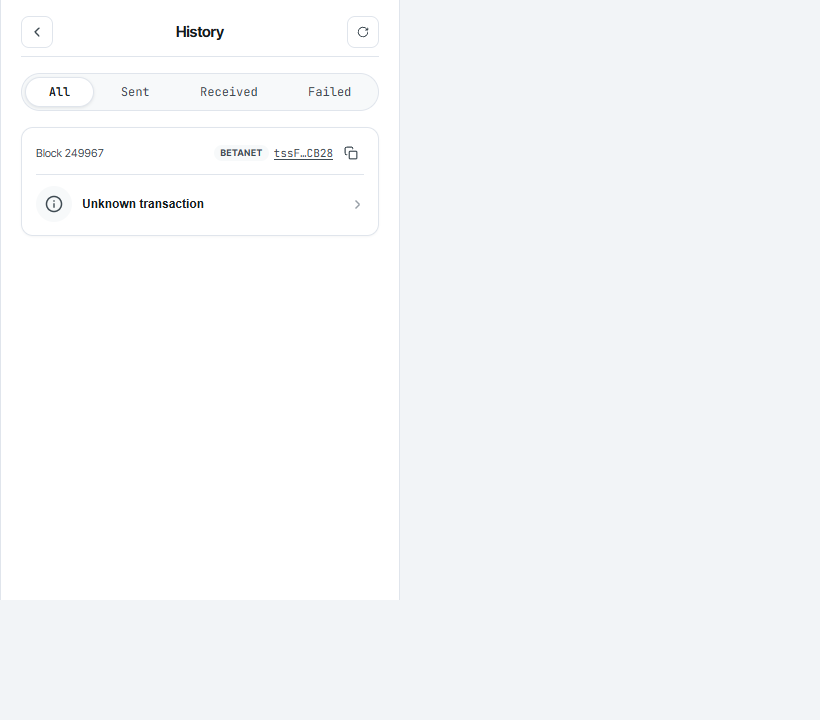 History
All Sent Received Failed
Block 249967 BETANET tssF…CB28
Unknown transaction